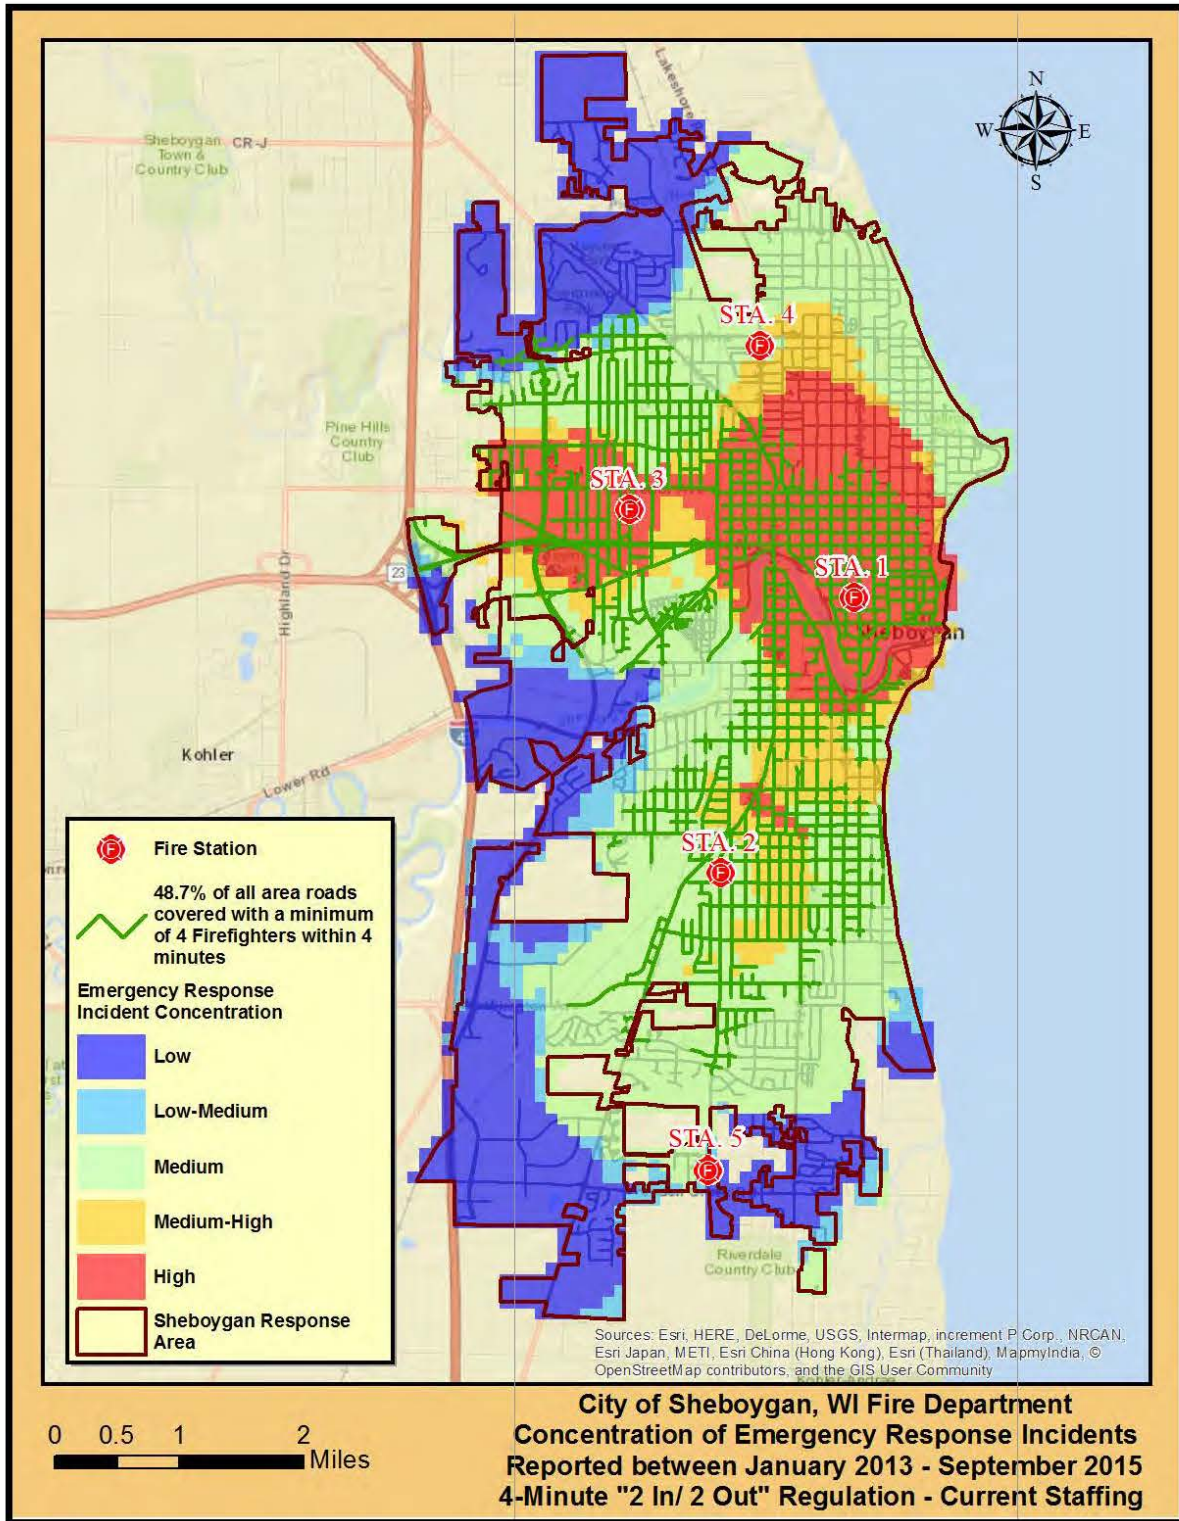 Lakeshore
N
W E
S
Sheboygan
Town &
Country Club
CR-J
STA. 4
Pine Hills
Country
Club
STA. 3
Highland Dr
23
STA. 1
Sheboygan
Kohler
Lower Rd
STA. 2
STA. 5
Riverdale
Country Club
Fire Station
48.7% of all area roads
covered with a minimum
of 4 Firefighters within 4
minutes
Emergency Response
Incident Concentration
Low
Low-Medium
Medium
Medium-High
High
Sheboygan Response
Area
Sources: Esri, HERE, DeLorme, USGS, Intermap, increment P Corp., NRCAN,
Esri Japan, METI, Esri China (Hong Kong), Esri (Thailand), MapmyIndia, ©
OpenStreetMap contributors, and the GIS User Community
0 0.5 1 2
Miles
City of Sheboygan, WI Fire Department
Concentration of Emergency Response Incidents
Reported between January 2013 - September 2015
4-Minute "2 In/ 2 Out" Regulation - Current Staffing